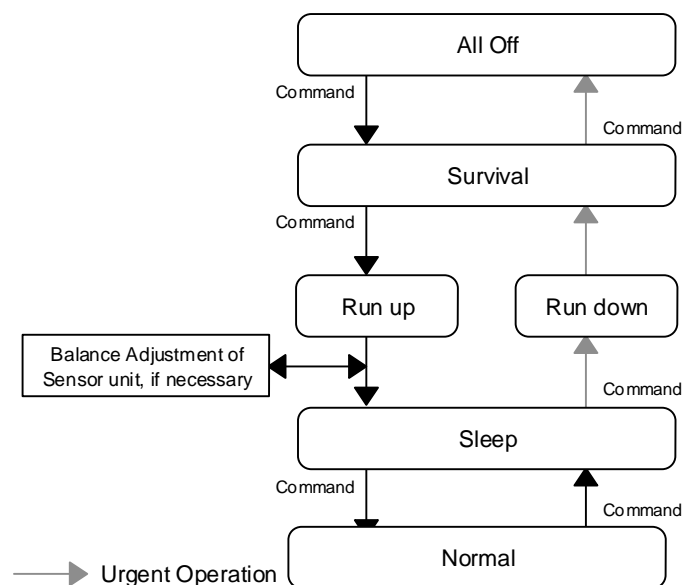 All Off
Command
Command
Survival
Command
Run up
Run down
Balance Adjustment of
Sensor unit, if necessary
Command
Sleep
Command
Command
Normal
Urgent Operation